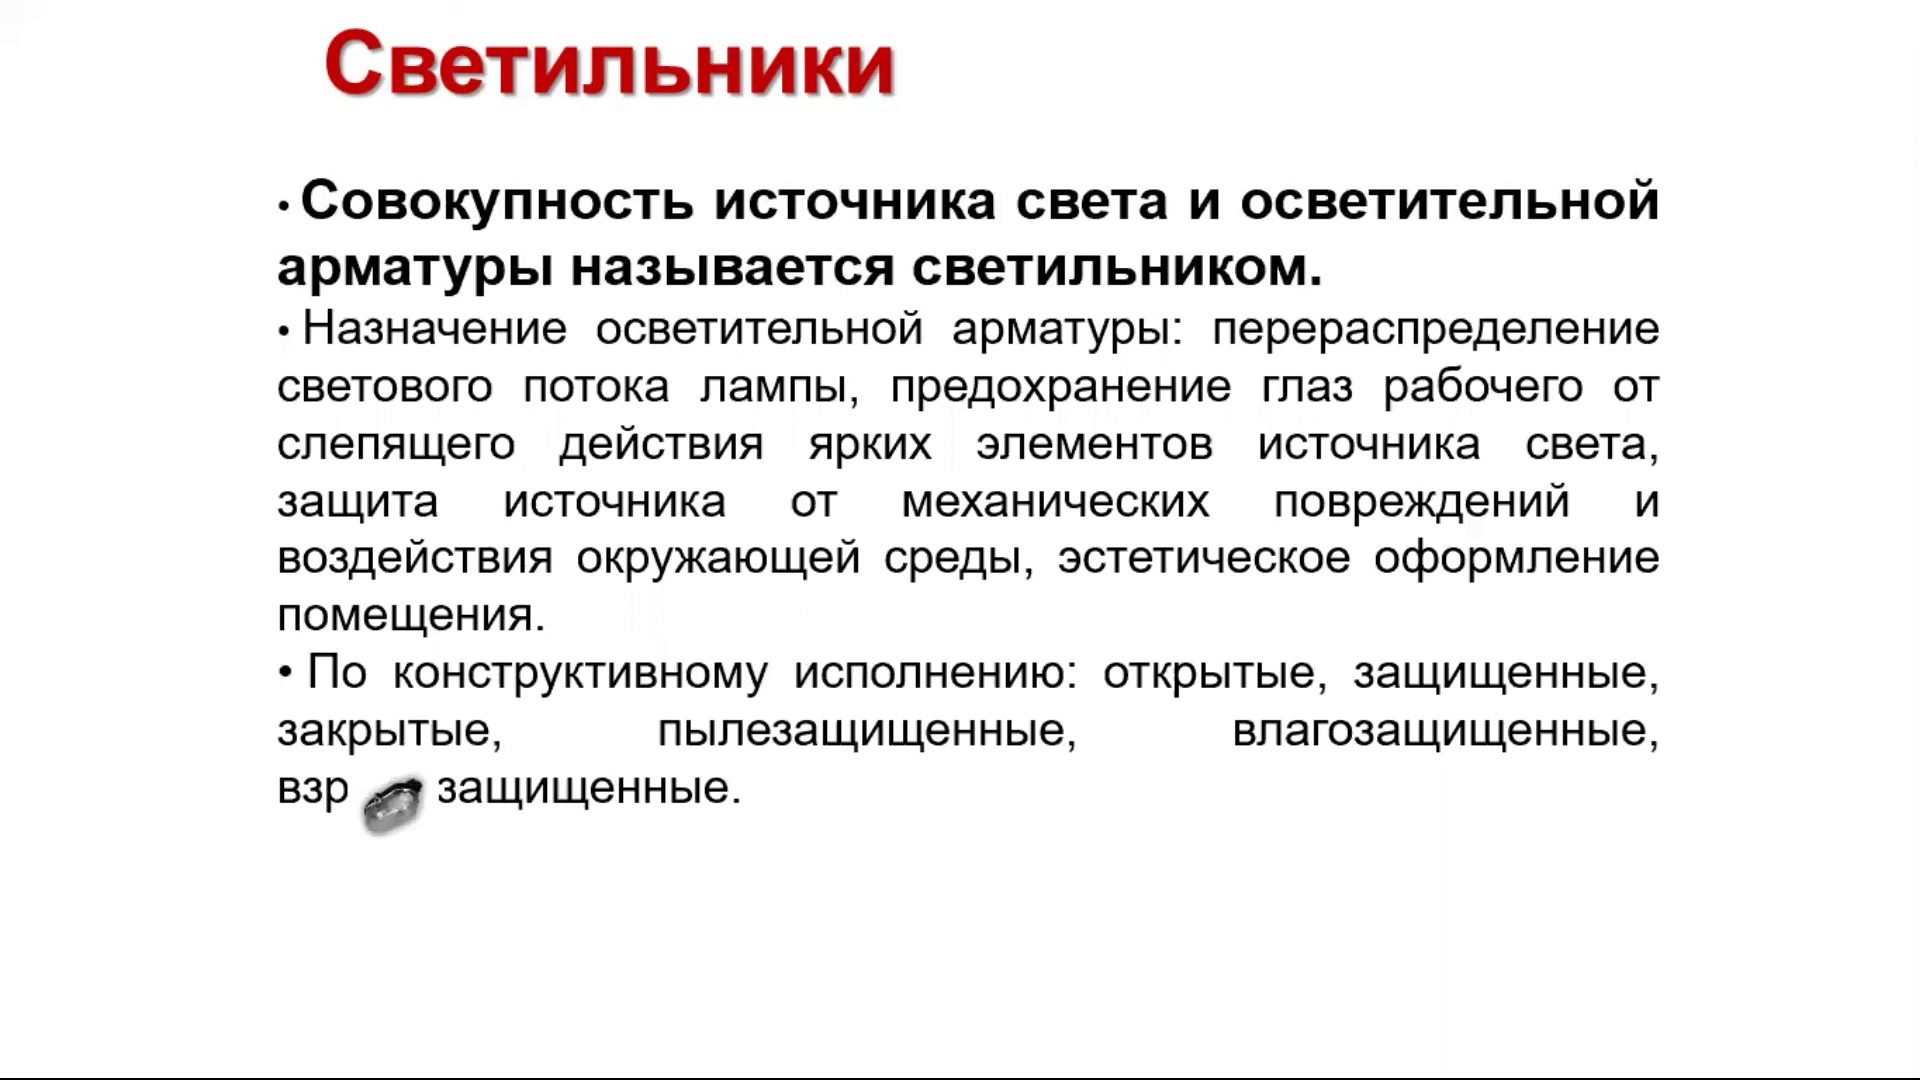 Светильники
• Совокупность источника света и осветительной
арматуры называется светильником.
• Назначение осветительной арматуры: перераспределение
светового потока лампы, предохранение глаз рабочего от
слепящего действия ярких элементов источника света,
защита источника от механических повреждений и
воздействия окружающей среды, эстетическое оформление
помещения.
• По конструктивному исполнению: открытые, защищенные,
закрытые, пылезащищенные, влагозащищенные,
взр защищенные.